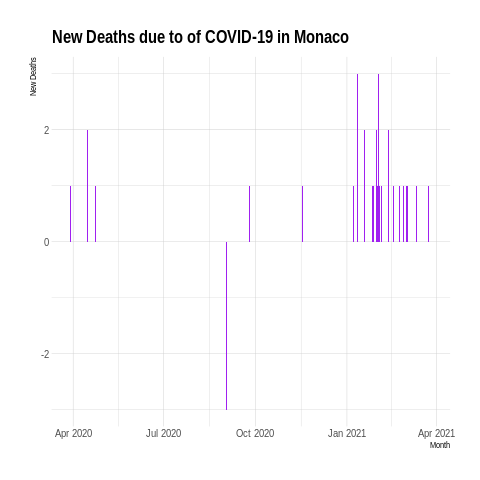 New Deaths due to of COVID-19 in Monaco
New Deaths
2
0
-2
Apr 2020 Jul 2020 Oct 2020 Jan 2021 Apr 2021
Month